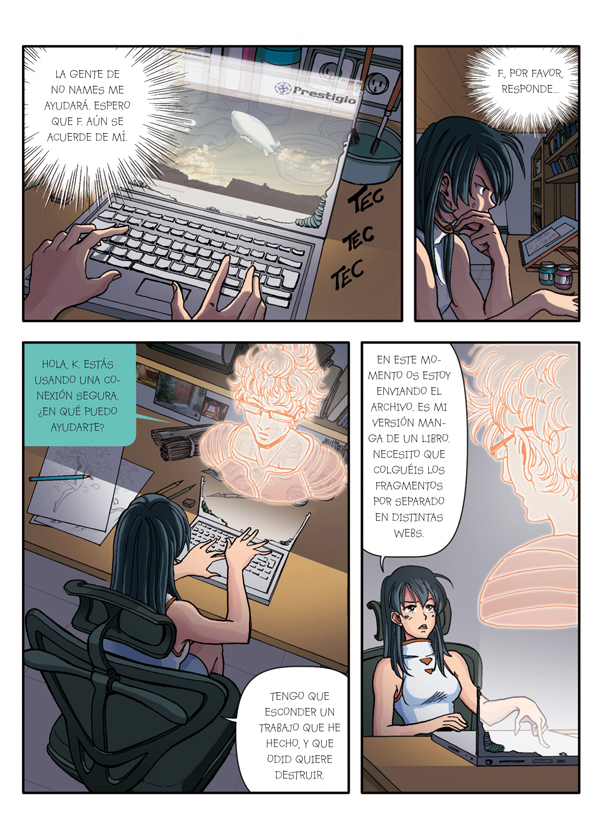 LA GENTE DE
NO NAMES ME
AYUDARÁ. ESPERO
QUE F. AÚN SE
ACUERDE DE MÍ.
Prestigio
TEC
TEC
TEC
F., POR FAVOR,
RESPONDE...
HOLA, K. ESTÁS
USANDO UNA CO-
NEXIÓN SEGURA.
¿EN QUÉ PUEDO
AYUDARTE?
TENGO QUE
ESCONDER UN
TRABAJO QUE HE
HECHO, Y QUE
ODID QUIERE
DESTRUIR.
EN ESTE MO-
MENTO OS ESTOY
ENVIANDO EL
ARCHIVO. ES MI
VERSIÓN MAN-
GA DE UN LIBRO.
NECESITO QUE
COLGUÉIS LOS
FRAGMENTOS
POR SEPARADO
EN DISTINTAS
WEBS.